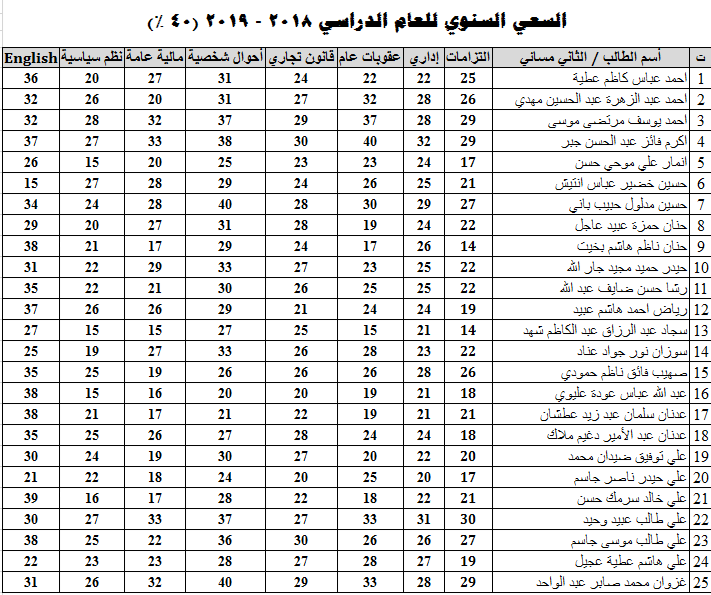 السعي السنوي للعام الدراسي ٢٠١٨ - ٢٠١٩ (٤٠ ٪)
ت أسم الطالب / الثاني مسائي التزامات إداري عقوبات عام قانون تجاري أحوال شخصية مالية عامة نظم سياسية English
1 احمد عباس كاظم عطية 25 22 22 24 31 27 20 36
2 احمد عبد الزهرة عبد الحسين مهدي 26 28 32 27 31 20 26 32
3 احمد يوسف مرتضى موسى 29 28 37 29 37 32 28 32
4 اكرم فائز عبد الحسن جبر 29 32 40 30 38 33 27 37
5 انمار علي موحي حسن 17 24 23 23 25 20 15 26
6 حسين خضير عباس انتيش 21 25 26 24 29 28 27 15
7 حسين مدلول حبيب باني 27 29 30 28 40 28 24 34
8 حنان حمزة عبيد عاجل 22 24 19 28 31 27 20 29
9 حنان ناظم هاشم بخيت 14 26 17 24 29 17 21 38
10 حيدر حميد مجيد جار الله 22 25 23 27 33 29 22 31
11 رشا حسن ضايف عبد الله 22 25 25 26 30 21 22 35
12 رياض احمد هاشم عبيد 19 24 24 21 29 26 26 37
13 سجاد عبد الرزاق عبد الكاظم شهد 14 21 15 25 27 15 15 27
14 سوزان نور جواد عناد 22 23 28 26 33 27 19 25
15 صهيب فائق ناظم حمودي 28 26 26 26 26 19 25 35
16 عبد الله عباس عودة عليوي 18 21 19 20 20 16 15 38
17 عدنان سلمان عبد زيد عطشان 21 21 19 22 21 17 21 38
18 عدنان عبد الأمير دغيم ملاك 18 24 24 28 27 26 25 35
19 علي توفيق ضيدان محمد 20 22 20 27 30 19 24 30
20 علي حيدر ناصر جاسم 17 20 25 20 24 18 22 21
21 علي خالد سرمك حسن 21 22 18 22 28 17 16 39
22 علي طالب عبيد وحيد 30 31 33 27 37 33 27 30
23 علي طالب موسى جاسم 27 26 26 30 36 22 25 38
24 علي هاشم عطية عجيل 19 27 28 27 28 23 23 22
25 غزوان محمد صابر عبد الواحد 29 28 33 29 40 32 26 31